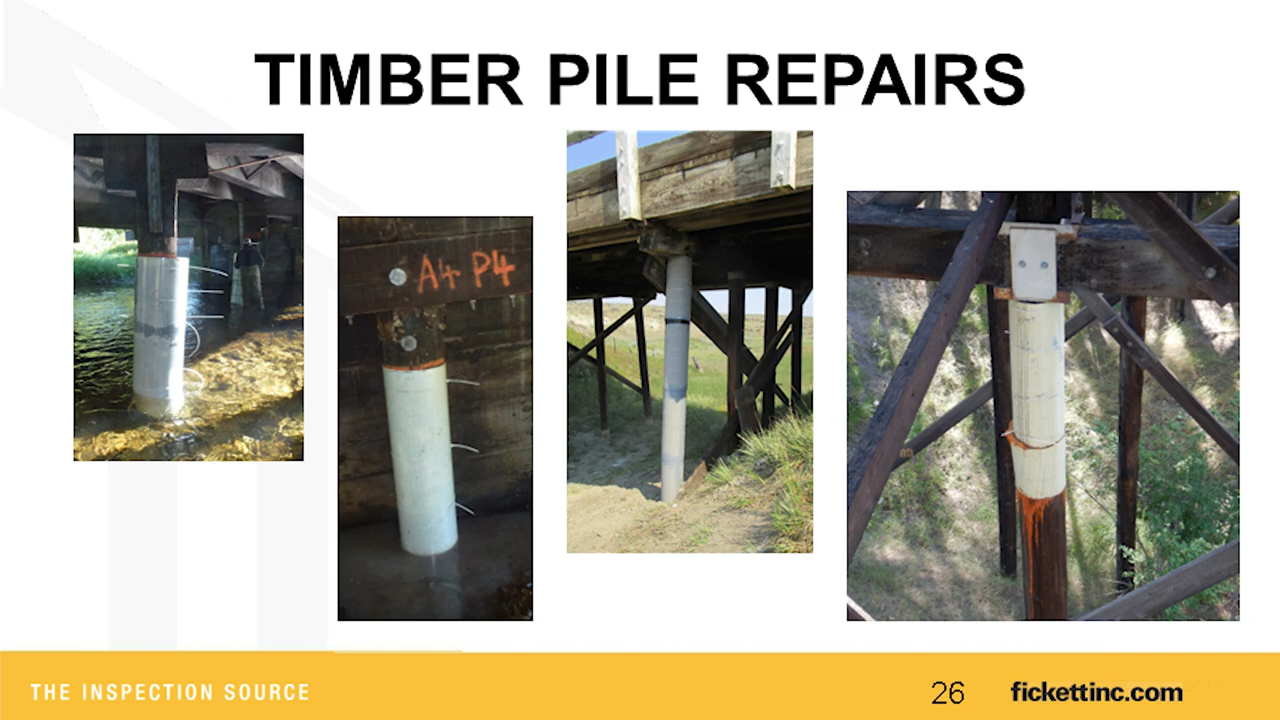 TIMBER PILE REPAIRS
A4 P4
THE INSPECTION SOURCE
26
fickettinc.com